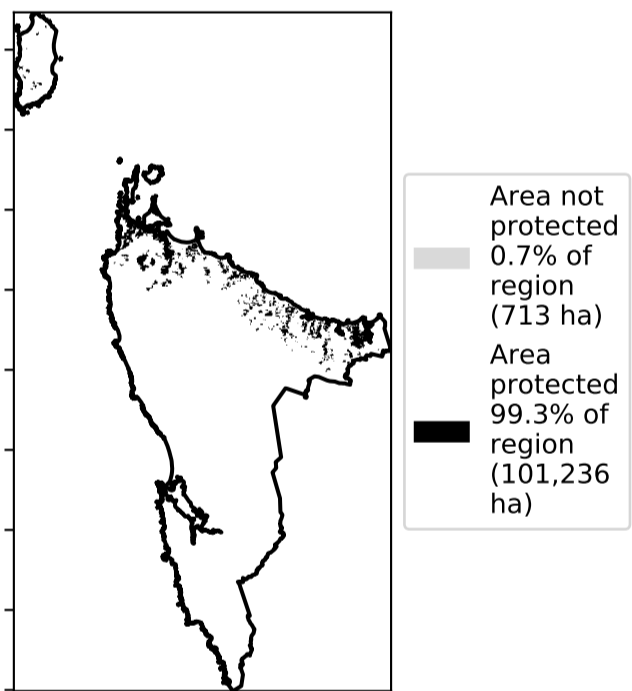 Area not
protected
0.7% of
region
(713 ha)
Area
protected
99.3% of
region
(101,236
ha)